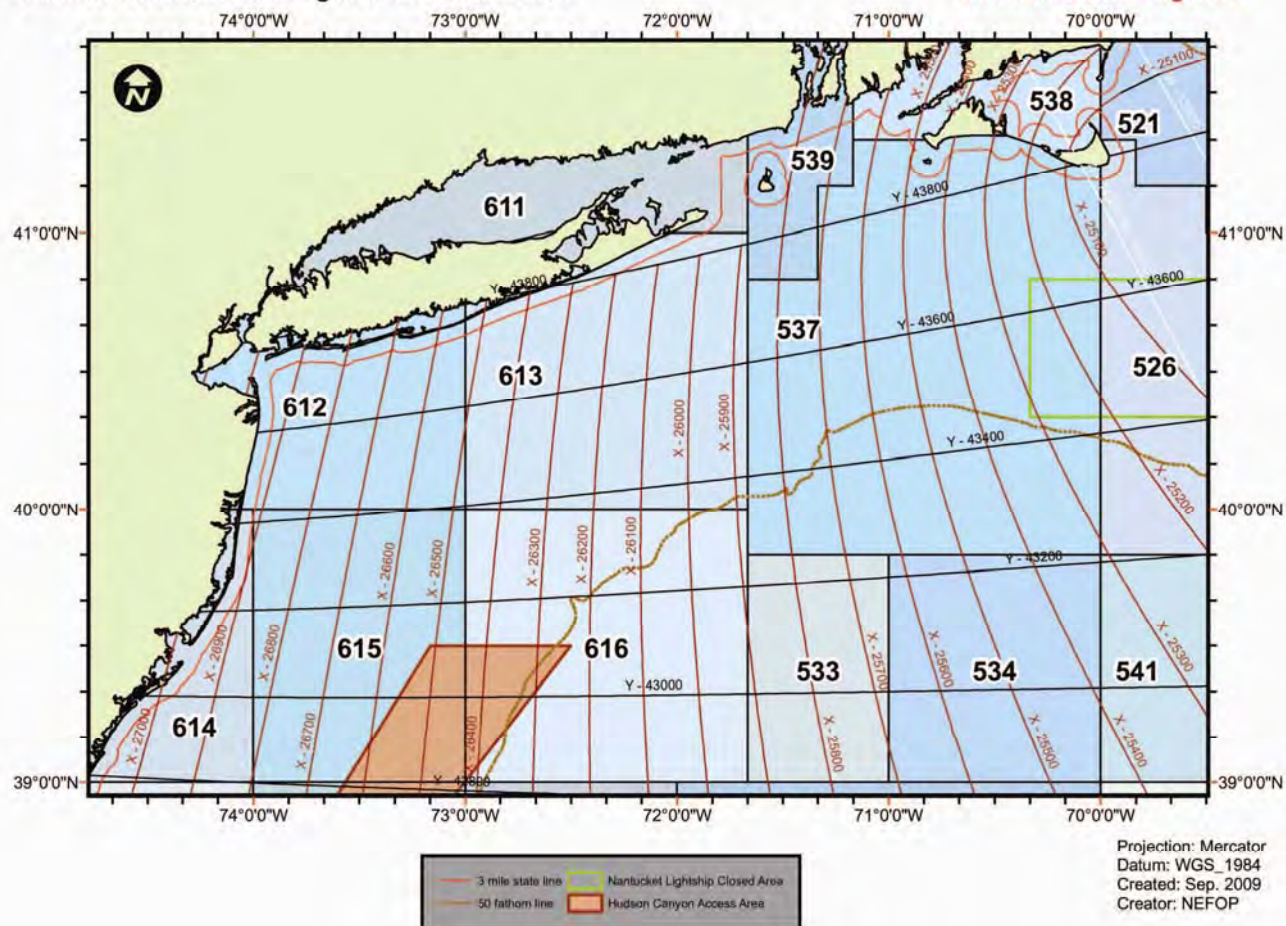 74°0'0"W 73°0'0"W 72°0'0"W 71°0'0"W 70°0'0"W
N
X - 25100
538
521
539
611
Y - 43800
41°0'0"N 41°0'0"N
X - 25100
Y - 43800
Y - 43600
537
Y - 43600
613
526
612
X - 26000
X - 25900
Y - 43400
X - 25200
40°0'0"N 40°0'0"N
X - 26600
X - 26500
X - 26300
X - 26200
X - 26100
Y - 43200
X - 26900
X - 26800
615
616
X - 25700
X - 25600
X - 25300
533
534
541
Y - 43000
614
X - 27000
X - 26700
X - 26400
X - 25800
X - 25500
X - 25400
39°0'0"N 39°0'0"N
74°0'0"W 73°0'0"W 72°0'0"W 71°0'0"W 70°0'0"W
3 mile state line Nantucket Lightship Closed Area
50 fathom line Hudson Canyon Access Area
Projection: Mercator
Datum: WGS_1984
Created: Sep. 2009
Creator: NEFOP